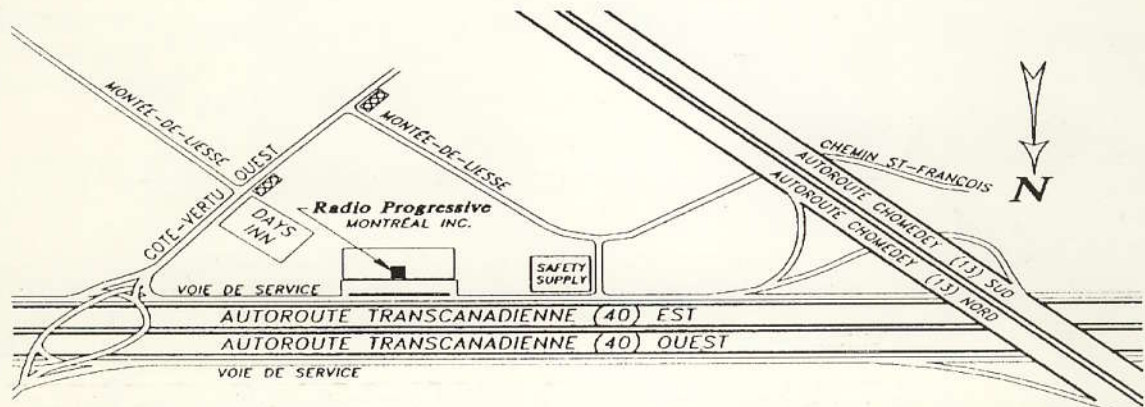 MONTÉE-DE-LIESSE
COTE-VERTU OUEST
MONTÉE-DE-LIESSE
CHEMIN ST-FRANCOIS
AUTOROUTE CHOMEDEY (13) SUD
AUTOROUTE CHOMEDEY (13) NORD
N
Radio Progressive
MONTRÉAL INC.
DAYS
INN
SAFETY
SUPPLY
VOIE DE SERVICE
AUTOROUTE TRANSCANADIENNE (40) EST
AUTOROUTE TRANSCANADIENNE (40) OUEST
VOIE DE SERVICE